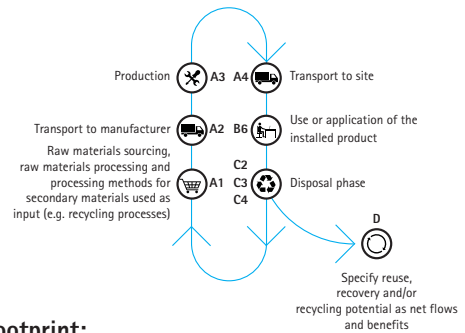 Production
A3
A4
Transport to site
Transport to manufacturer
A2
B6
Use or application of the
installed product
Raw materials sourcing,
raw materials processing and
processing methods for
secondary materials used as
input (e.g. recycling processes)
A1
C2
C3
C4
Disposal phase
D
Specify reuse,
recovery and/or
recycling potential as net flows
and benefits
ootprint: